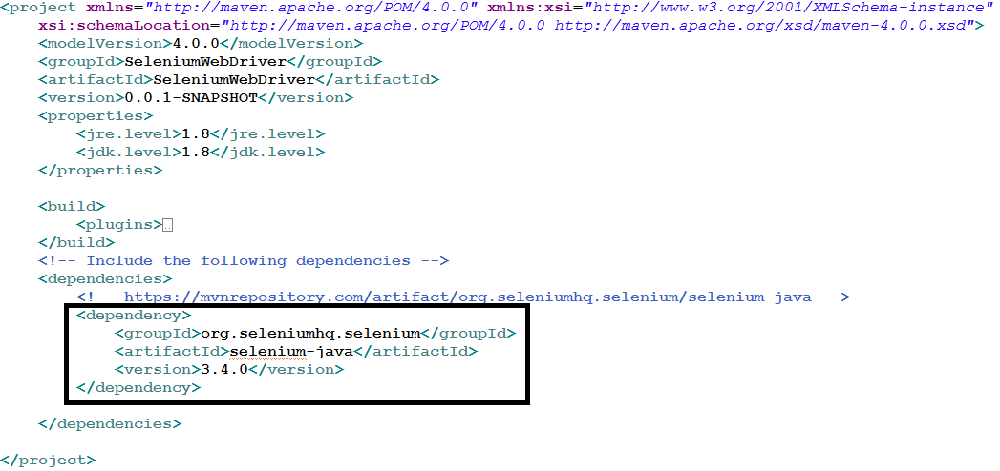 <project xmlns="http://maven.apache.org/POM/4.0.0" xmlns:xsi="http://www.w3.org/2001/XMLSchema-instance"
xsi:schemaLocation="http://maven.apache.org/POM/4.0.0 http://maven.apache.org/xsd/maven-4.0.0.xsd">
<modelVersion>4.0.0</modelVersion>
<groupId>SeleniumWebDriver</groupId>
<artifactId>SeleniumWebDriver</artifactId>
<version>0.0.1-SNAPSHOT</version>
<properties>
<jre.level>1.8</jre.level>
<jdk.level>1.8</jdk.level>
</properties>
<build>
<plugins>..
</build>
<!-- Include the following dependencies -->
<dependencies>
<!-- https://mvnrepository.com/artifact/org.seleniumhq.selenium/selenium-java -->
<dependency>
<groupId>org.seleniumhq.selenium</groupId>
<artifactId>selenium-java</artifactId>
<version>3.4.0</version>
</dependency>
</dependencies>
</project>